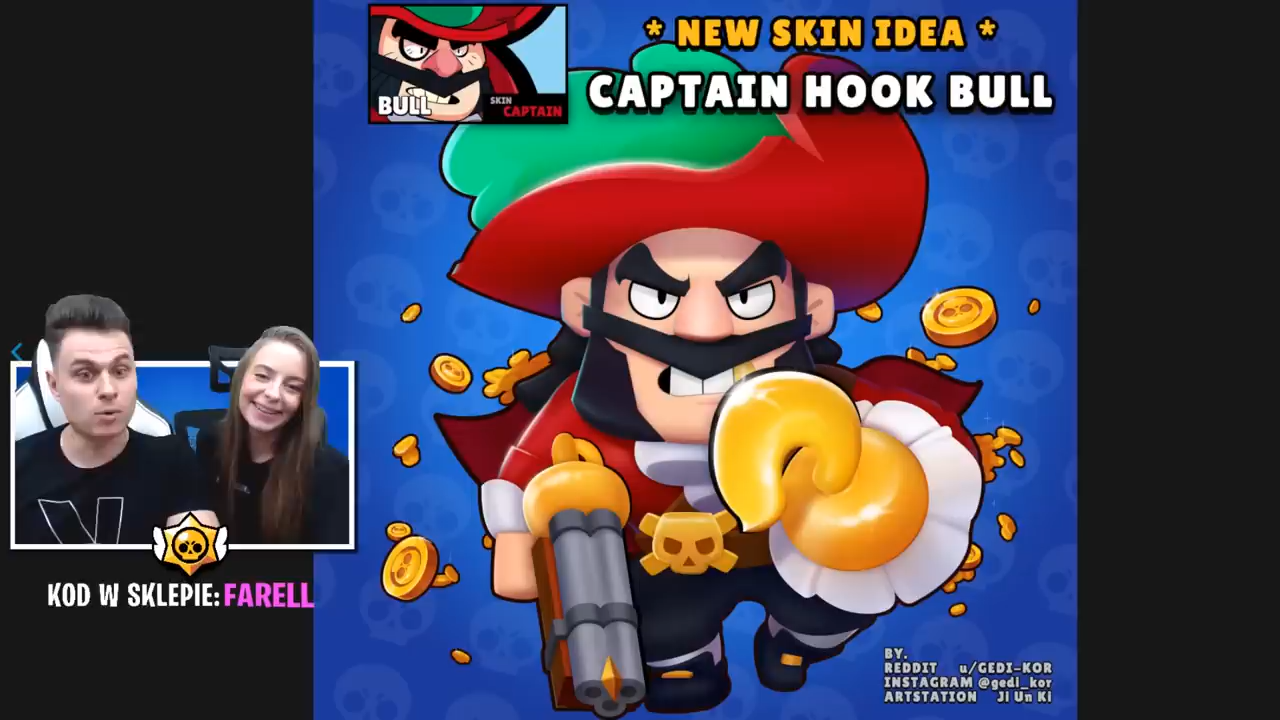 * NEW SKIN IDEA *
CAPTAIN HOOK BULL
BULL
SKIN
CAPTAIN
KOD W SKLEPIE: FARELL
BY.
REDDIT u/GEDI-KOR
INSTAGRAM @gedi_kor
ARTSTATION Ji Un Ki